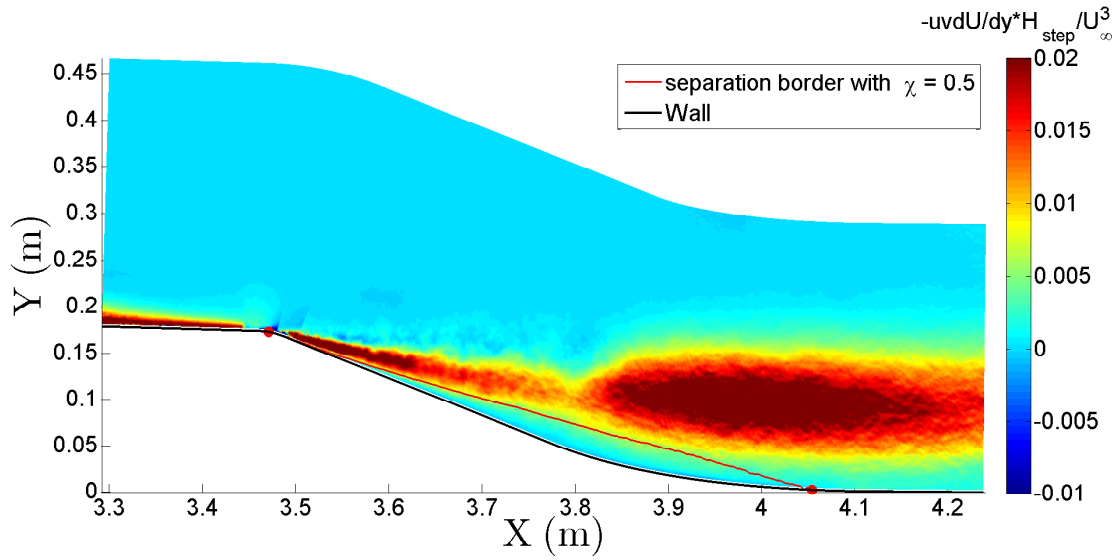 -uvdU/dy*H_step/U_∞^3
separation border with χ = 0.5
Wall
Y (m)
0.45
0.4
0.35
0.3
0.25
0.2
0.15
0.1
0.05
0
3.3 3.4 3.5 3.6 3.7 3.8 3.9 4 4.1 4.2
X (m)
0.02
0.015
0.01
0.005
0
-0.005
-0.01